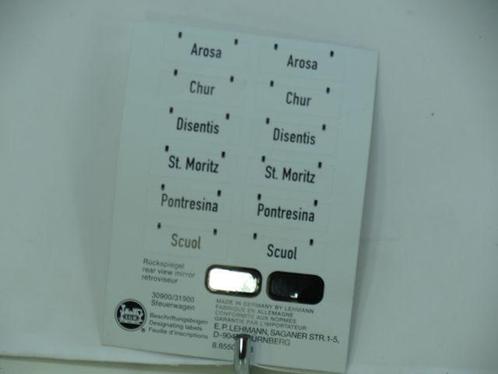 Arosa Arosa
Chur Chur
Disentis Disentis
St. Moritz St. Moritz
Pontresina Pontresina
Scuol Scuol
Rückspiegel
rear view mirror
retroviseur
30900/31900
Steuerwagen
LGB
Beschriftungsbogen
Designating labels
Feuille d'inscriptions
MADE IN GERMANY BY LEHMANN
FABRIQUE EN ALLEMAGNE
CONFORMITÉ AUX NORMES
GARANTIE PAR L'IMPORTATEUR
E.P. LEHMANN, SAGANER STR.1-5,